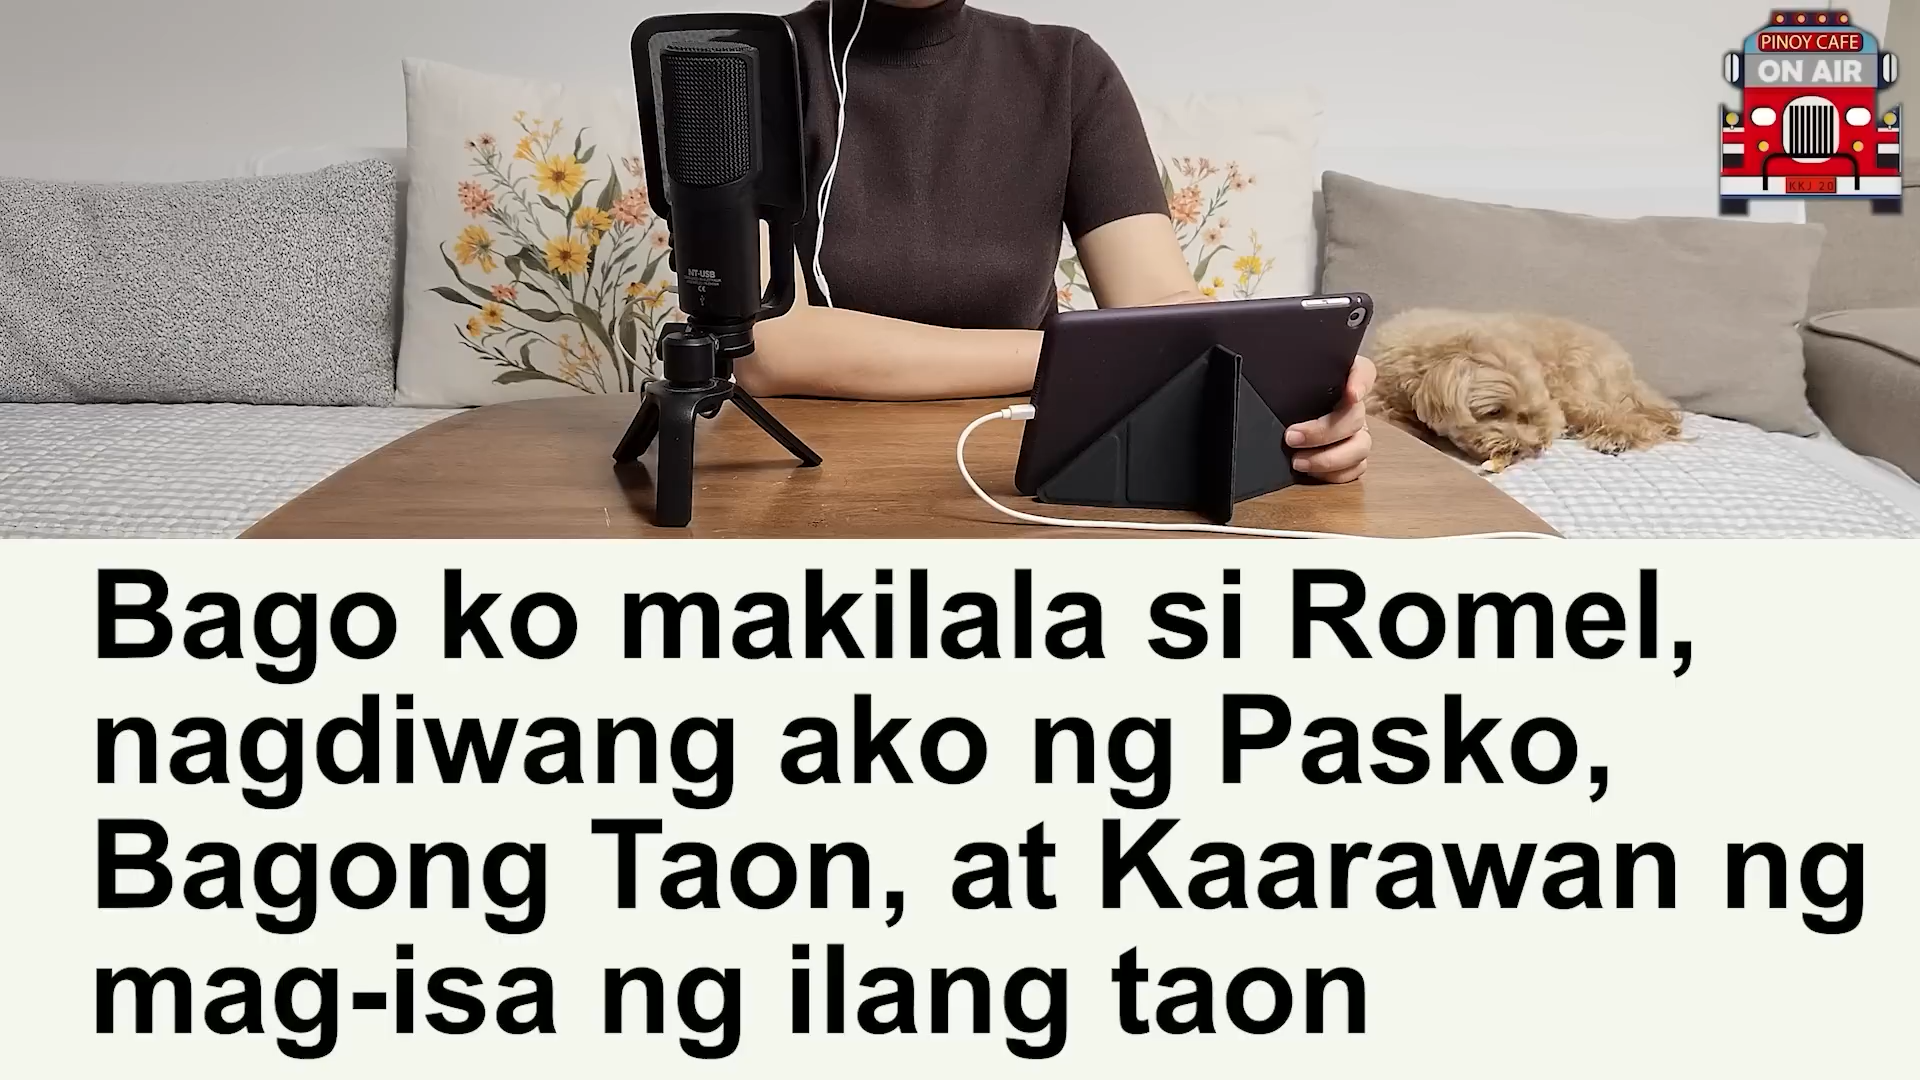 PINOY CAFE
ON AIR
KKJ 20
NT-USB
Bago ko makilala si Romel,
nagdiwang ako ng Pasko,
Bagong Taon, at Kaarawan ng
mag-isa ng ilang taon